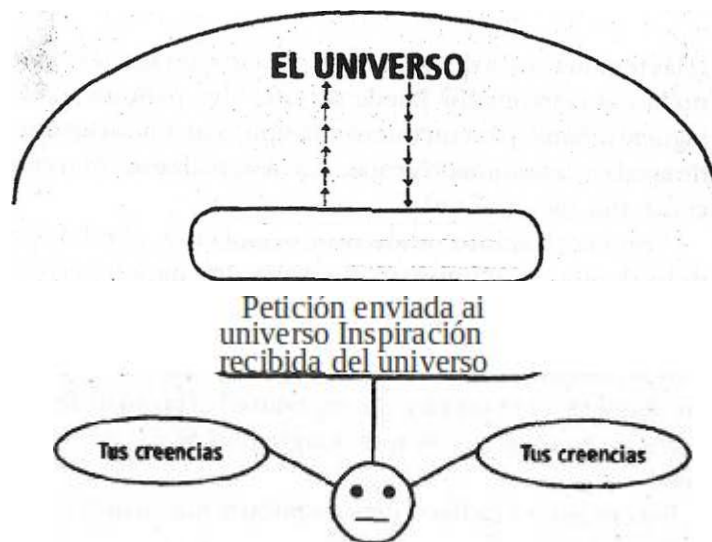 EL UNIVERSO
Petición enviada ai
universo Inspiración
recibida del universo
Tus creencias
Tus creencias